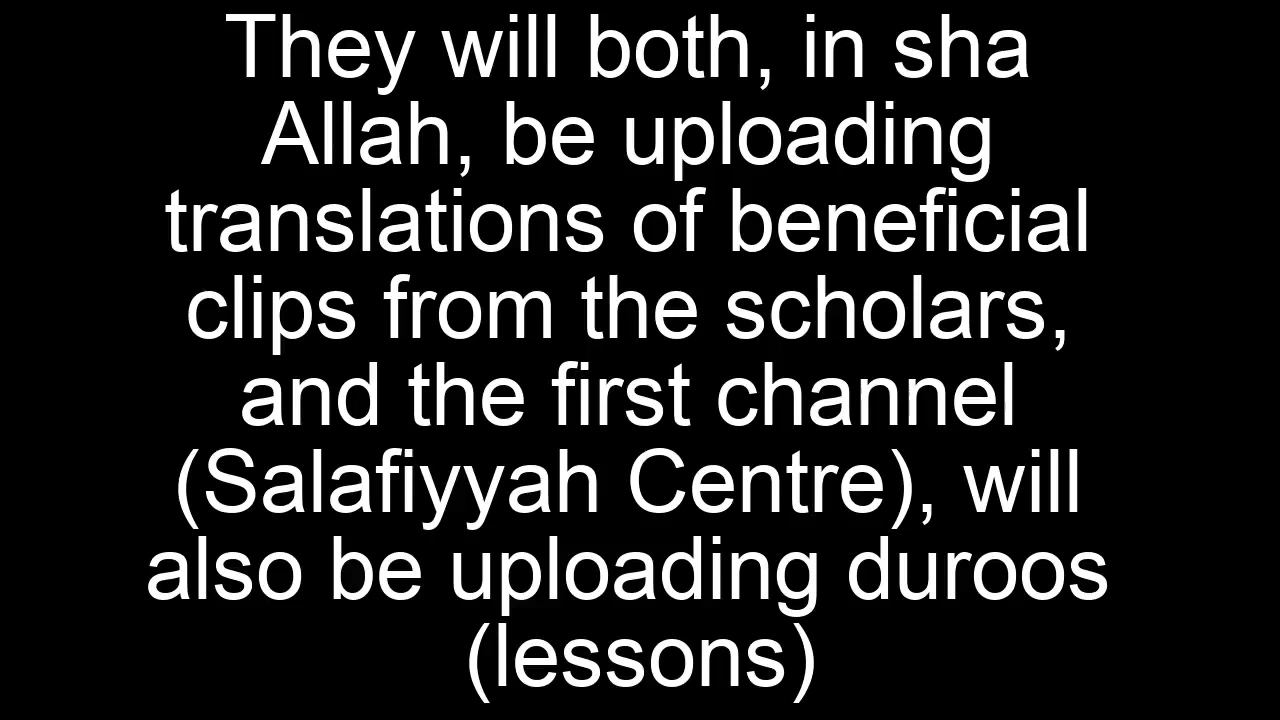 They will both, in sha
Allah, be uploading
translations of beneficial
clips from the scholars,
and the first channel
(Salafiyyah Centre), will
also be uploading duroos
(lessons)